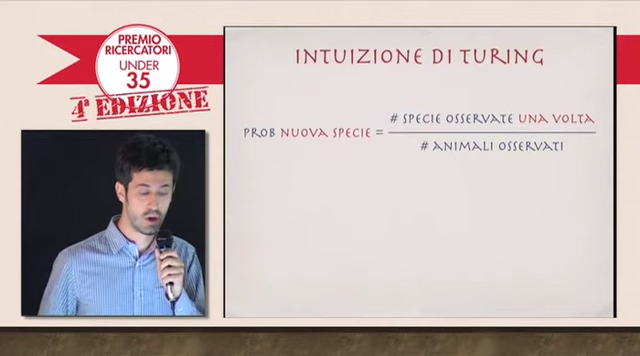 PREMIO
RICERCATORI
UNDER
35
4ª EDIZIONE
INTUIZIONE DI TURING
PROB NUOVA SPECIE =
# SPECIE OSSERVATE UNA VOLTA
# ANIMALI OSSERVATI